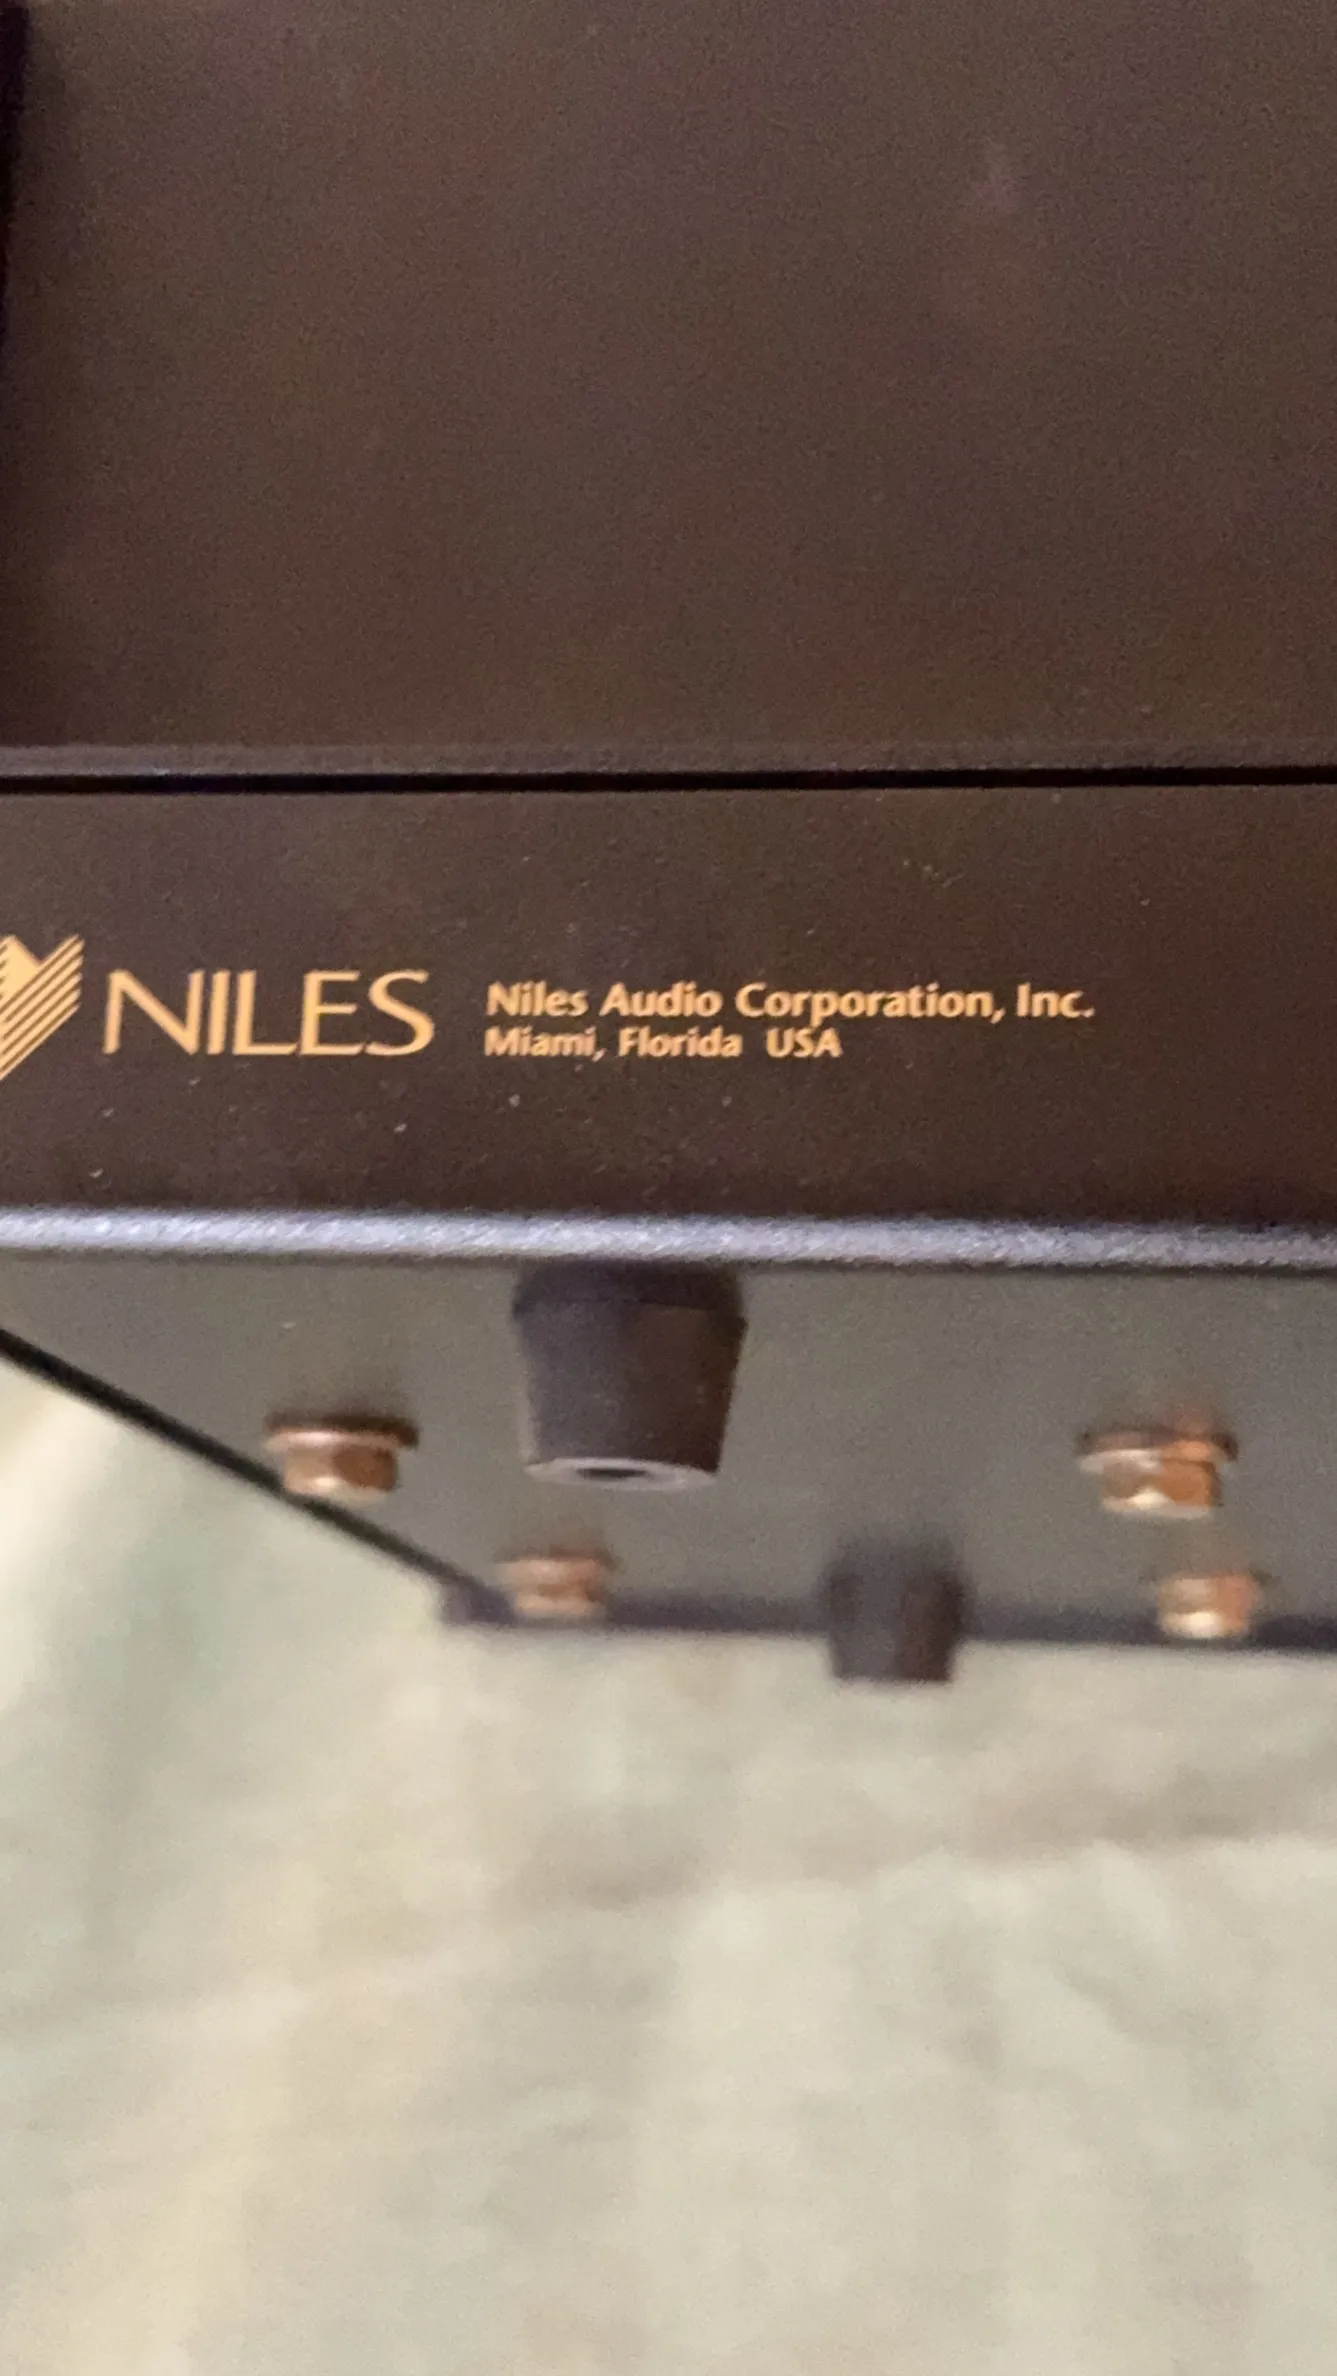 NILES
Niles Audio Corporation, Inc.
Miami, Florida USA